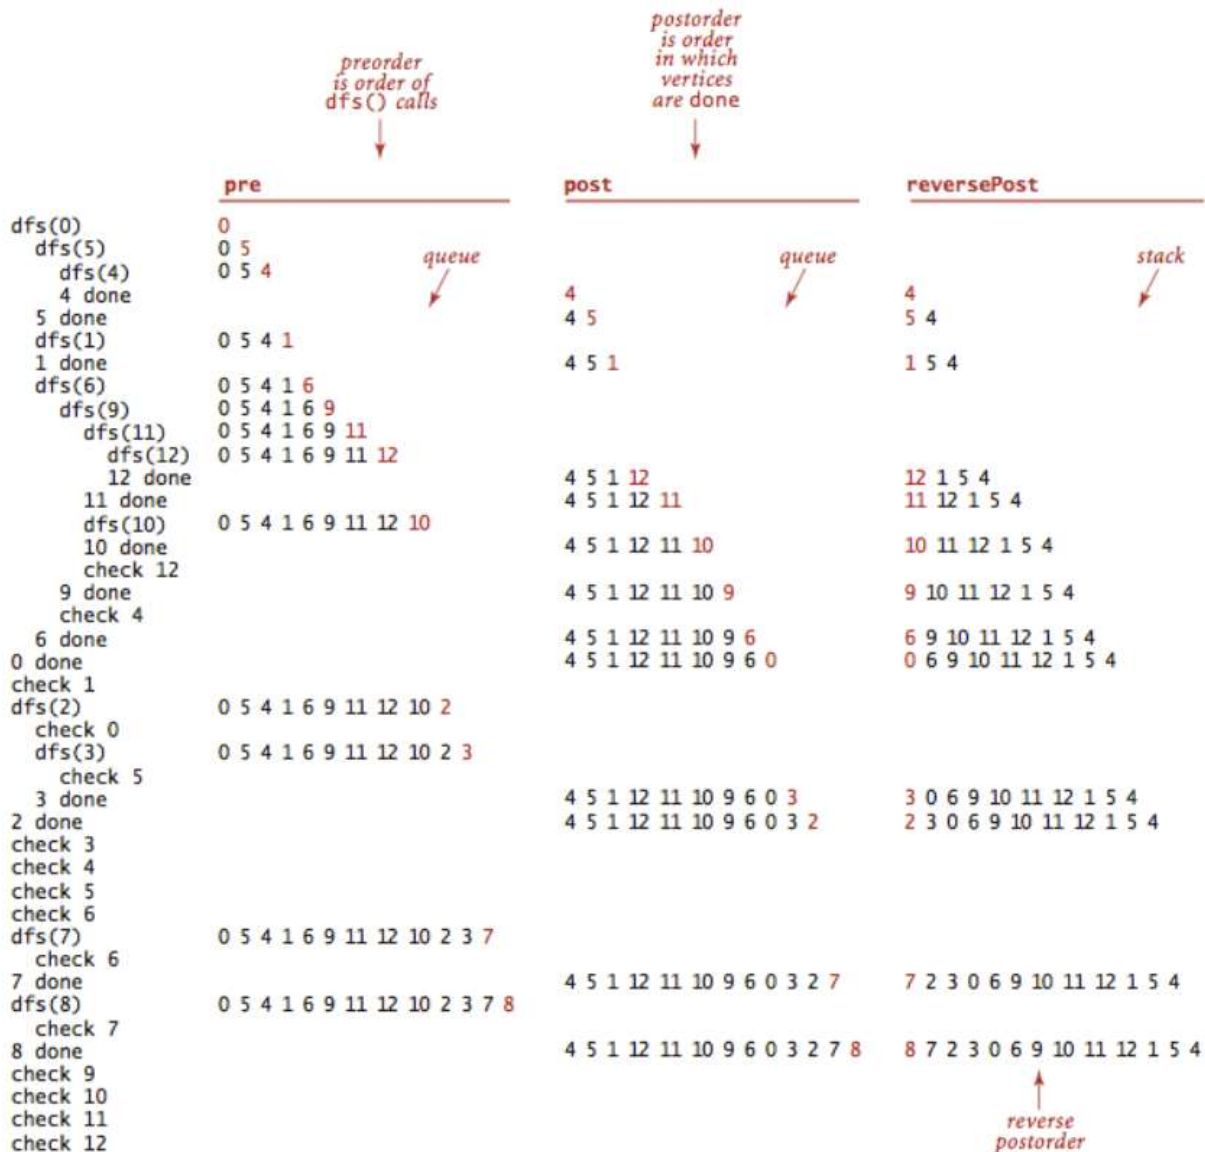 postorder
is order
in which
vertices
are done
preorder
is order of
dfs() calls
pre post reversePost
dfs(0) 0
dfs(5) 0 5
queue queue stack
dfs(4) 0 5 4
4 done 4 4
5 done 4 5 5 4
dfs(1) 0 5 4 1
1 done 4 5 1 1 5 4
dfs(6) 0 5 4 1 6
dfs(9) 0 5 4 1 6 9
dfs(11) 0 5 4 1 6 9 11
dfs(12) 0 5 4 1 6 9 11 12
12 done 4 5 1 12 12 1 5 4
11 done 4 5 1 12 11 11 12 1 5 4
dfs(10) 0 5 4 1 6 9 11 12 10
10 done 4 5 1 12 11 10 10 11 12 1 5 4
check 12
9 done 4 5 1 12 11 10 9 9 10 11 12 1 5 4
check 4
6 done 4 5 1 12 11 10 9 6 6 9 10 11 12 1 5 4
0 done 4 5 1 12 11 10 9 6 0 0 6 9 10 11 12 1 5 4
check 1
dfs(2) 0 5 4 1 6 9 11 12 10 2
check 0
dfs(3) 0 5 4 1 6 9 11 12 10 2 3
check 5
3 done 4 5 1 12 11 10 9 6 0 3 3 0 6 9 10 11 12 1 5 4
2 done 4 5 1 12 11 10 9 6 0 3 2 2 3 0 6 9 10 11 12 1 5 4
check 3
check 4
check 5
check 6
dfs(7) 0 5 4 1 6 9 11 12 10 2 3 7
check 6
7 done 4 5 1 12 11 10 9 6 0 3 2 7 7 2 3 0 6 9 10 11 12 1 5 4
dfs(8) 0 5 4 1 6 9 11 12 10 2 3 7 8
check 7
8 done 4 5 1 12 11 10 9 6 0 3 2 7 8 8 7 2 3 0 6 9 10 11 12 1 5 4
check 9
check 10
check 11
check 12
reverse
postorder